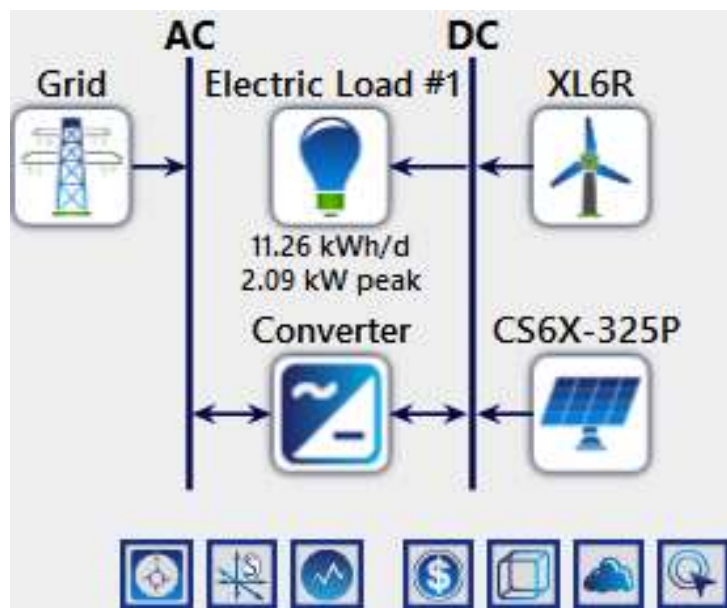 AC DC
Grid Electric Load #1 XL6R
11.26 kWh/d
2.09 kW peak
Converter CS6X-325P